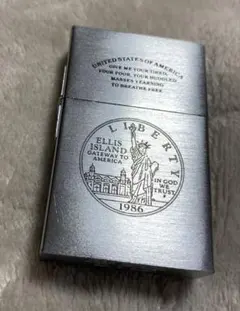 UNITED STATES OF AMERICA
GIVE ME YOUR TIRED,
YOUR POOR, YOUR HUDDLED
MASSES YEARNING
TO BREATHE FREE.
LIBERTY
ELLIS
ISLAND
GATEWAY TO
AMERICA
IN GOD
WE
TRUST
1986